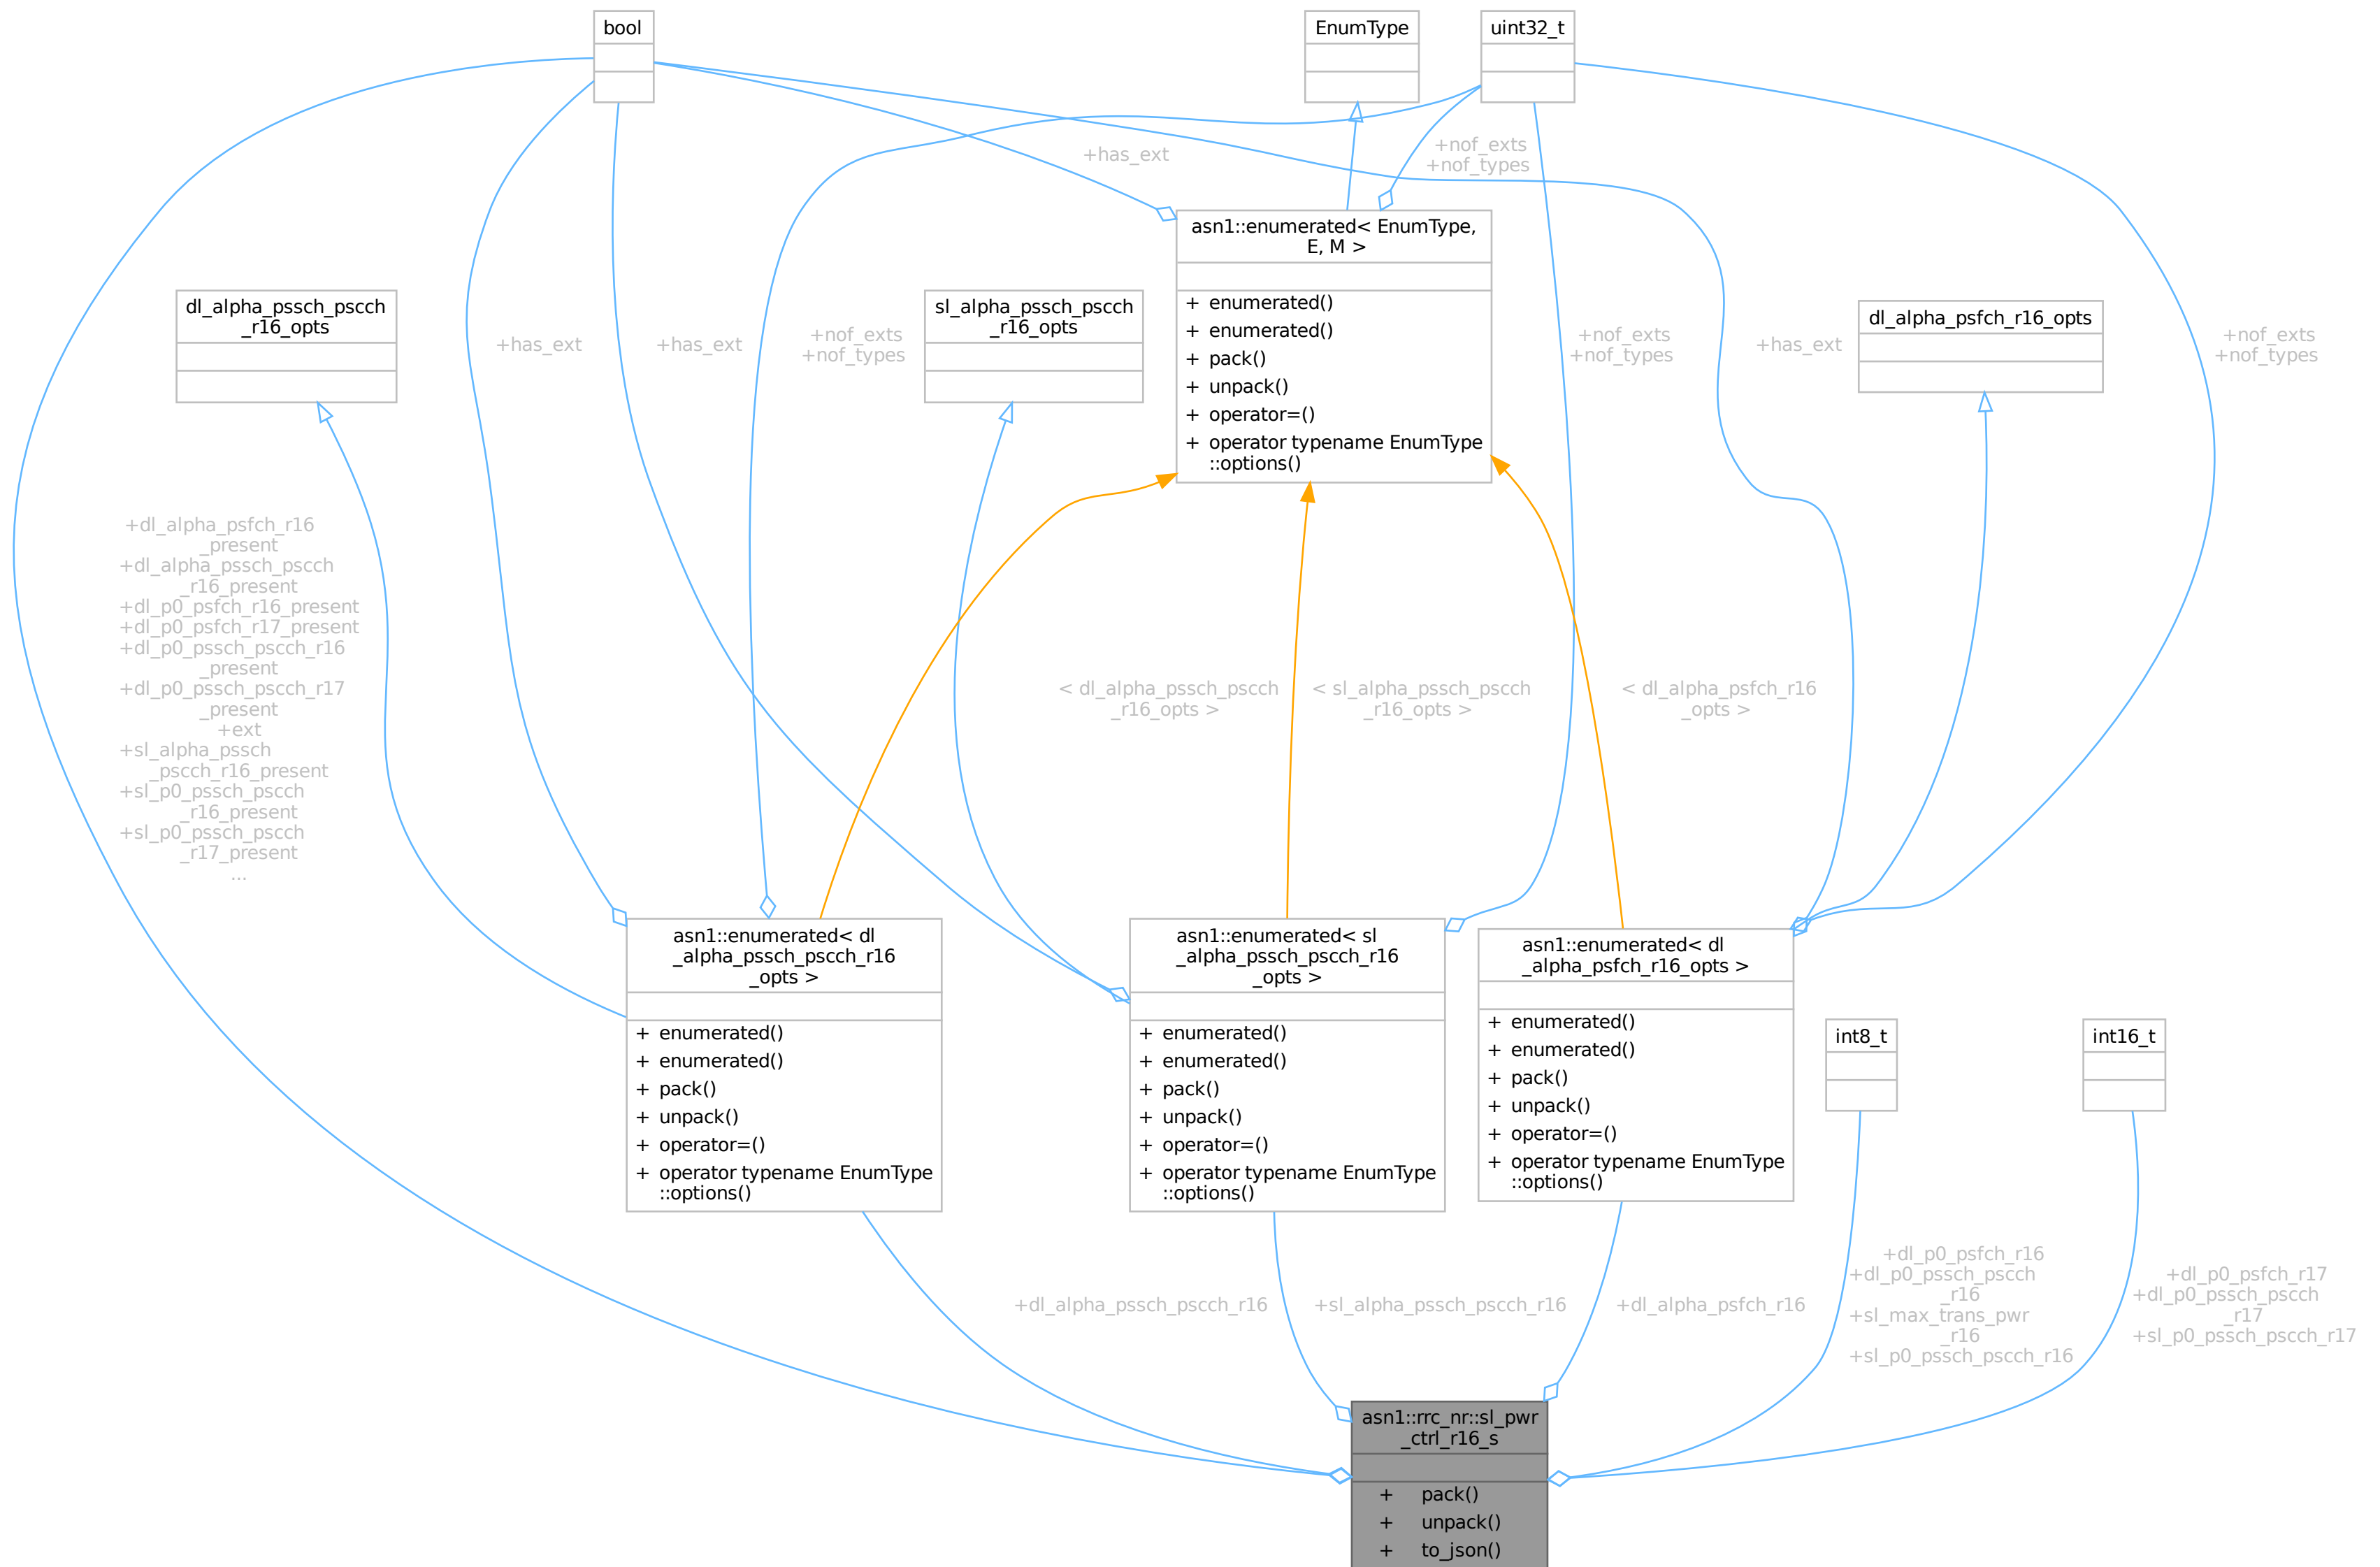 bool
EnumType
uint32_t
+has_ext
+nof_exts
+nof_types
asn1::enumerated< EnumType,
E, M >
+ enumerated()
+ enumerated()
+ pack()
+ unpack()
+ operator=()
+ operator typename EnumType
::options()
dl_alpha_pssch_pscch
_r16_opts
+has_ext
+has_ext
+nof_exts
+nof_types
sl_alpha_pssch_pscch
_r16_opts
+nof_exts
+nof_types
+has_ext
dl_alpha_psfch_r16_opts
+nof_exts
+nof_types
+dl_alpha_psfch_r16
_present
+dl_alpha_pssch_pscch
_r16_present
+dl_p0_psfch_r16_present
+dl_p0_psfch_r17_present
+dl_p0_pssch_pscch_r16
_present
+dl_p0_pssch_pscch_r17
_present
+ext
+sl_alpha_pssch
_pscch_r16_present
+sl_p0_pssch_pscch
_r16_present
+sl_p0_pssch_pscch
_r17_present
...
< dl_alpha_pssch_pscch
_r16_opts >
< sl_alpha_pssch_pscch
_r16_opts >
< dl_alpha_psfch_r16
_opts >
asn1::enumerated< dl
_alpha_pssch_pscch_r16
_opts >
+ enumerated()
+ enumerated()
+ pack()
+ unpack()
+ operator=()
+ operator typename EnumType
::options()
asn1::enumerated< sl
_alpha_pssch_pscch_r16
_opts >
+ enumerated()
+ enumerated()
+ pack()
+ unpack()
+ operator=()
+ operator typename EnumType
::options()
asn1::enumerated< dl
_alpha_psfch_r16_opts >
+ enumerated()
+ enumerated()
+ pack()
+ unpack()
+ operator=()
+ operator typename EnumType
::options()
int8_t
int16_t
+dl_alpha_pssch_pscch_r16
+sl_alpha_pssch_pscch_r16
+dl_alpha_psfch_r16
+dl_p0_psfch_r16
+dl_p0_pssch_pscch
_r16
+sl_max_trans_pwr
_r16
+sl_p0_pssch_pscch_r16
+dl_p0_psfch_r17
+dl_p0_pssch_pscch
_r17
+sl_p0_pssch_pscch_r17
asn1::rrc_nr::sl_pwr
_ctrl_r16_s
+ pack()
+ unpack()
+ to_json()